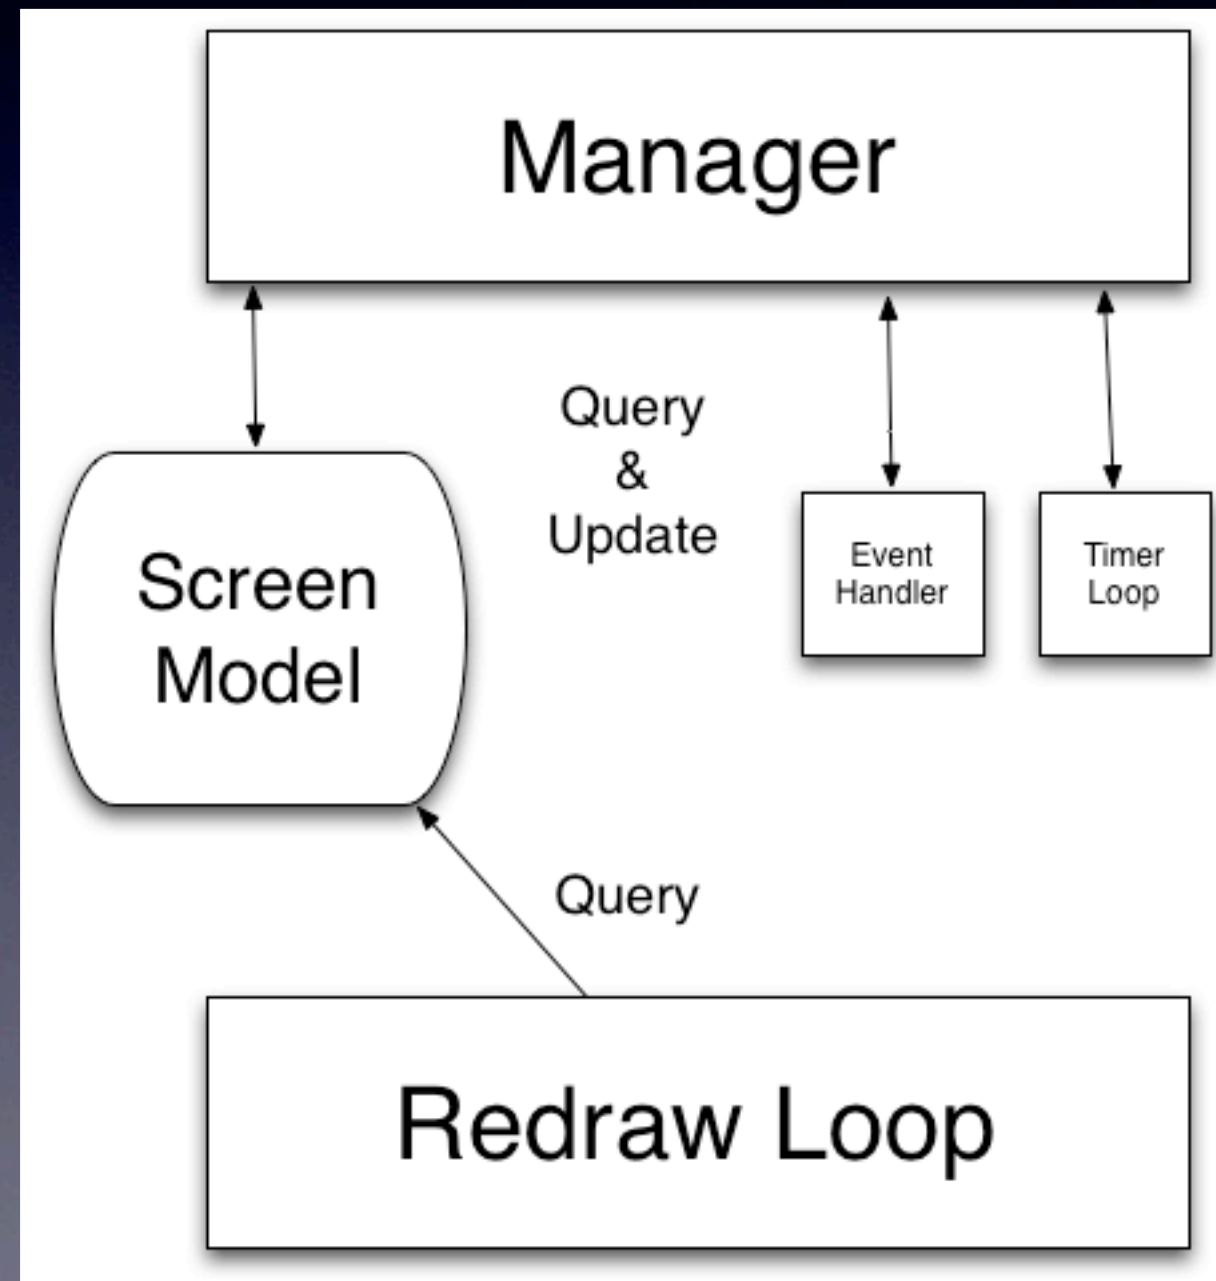 Manager
Query
&
Update
Event
Handler
Timer
Loop
Screen
Model
Query
Redraw Loop